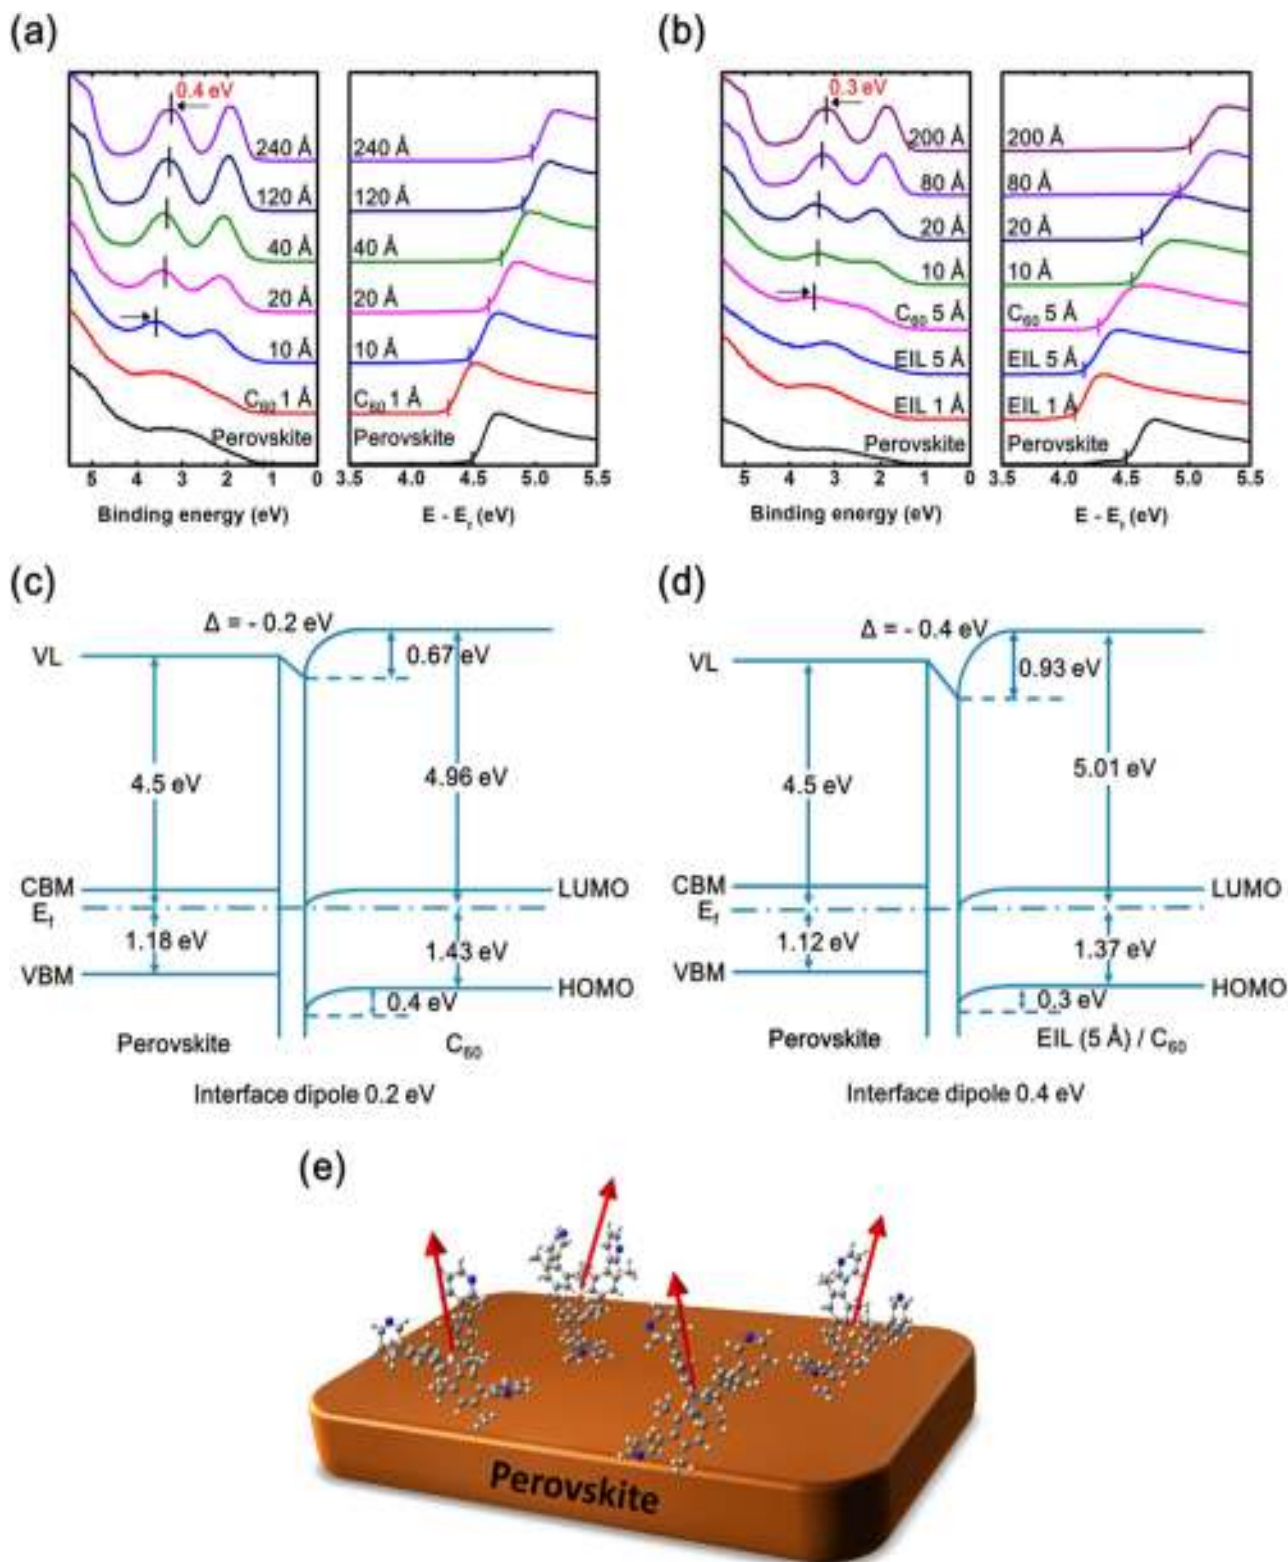 (a)
0.4 eV
240 Å
120 Å
40 Å
20 Å
10 Å
C₆₀ 1 Å
Perovskite
5 4 3 2 1 0
Binding energy (eV)
240 Å
120 Å
40 Å
20 Å
10 Å
C₆₀ 1 Å
Perovskite
3.5 4.0 4.5 5.0 5.5
E - Ef (eV)
(b)
0.3 eV
200 Å
80 Å
20 Å
10 Å
C₆₀ 5 Å
EIL 5 Å
EIL 1 Å
Perovskite
5 4 3 2 1 0
Binding energy (eV)
200 Å
80 Å
20 Å
10 Å
C₆₀ 5 Å
EIL 5 Å
EIL 1 Å
Perovskite
3.5 4.0 4.5 5.0 5.5
E - Ef (eV)
(c)
Δ = - 0.2 eV
VL
0.67 eV
4.5 eV
4.96 eV
CBM
LUMO
Ef
1.18 eV
1.43 eV
VBM
HOMO
0.4 eV
Perovskite
C₆₀
Interface dipole 0.2 eV
(d)
Δ = - 0.4 eV
VL
0.93 eV
4.5 eV
5.01 eV
CBM
LUMO
Ef
1.12 eV
1.37 eV
VBM
HOMO
0.3 eV
Perovskite
EIL (5 Å) / C₆₀
Interface dipole 0.4 eV
(e)
Perovskite